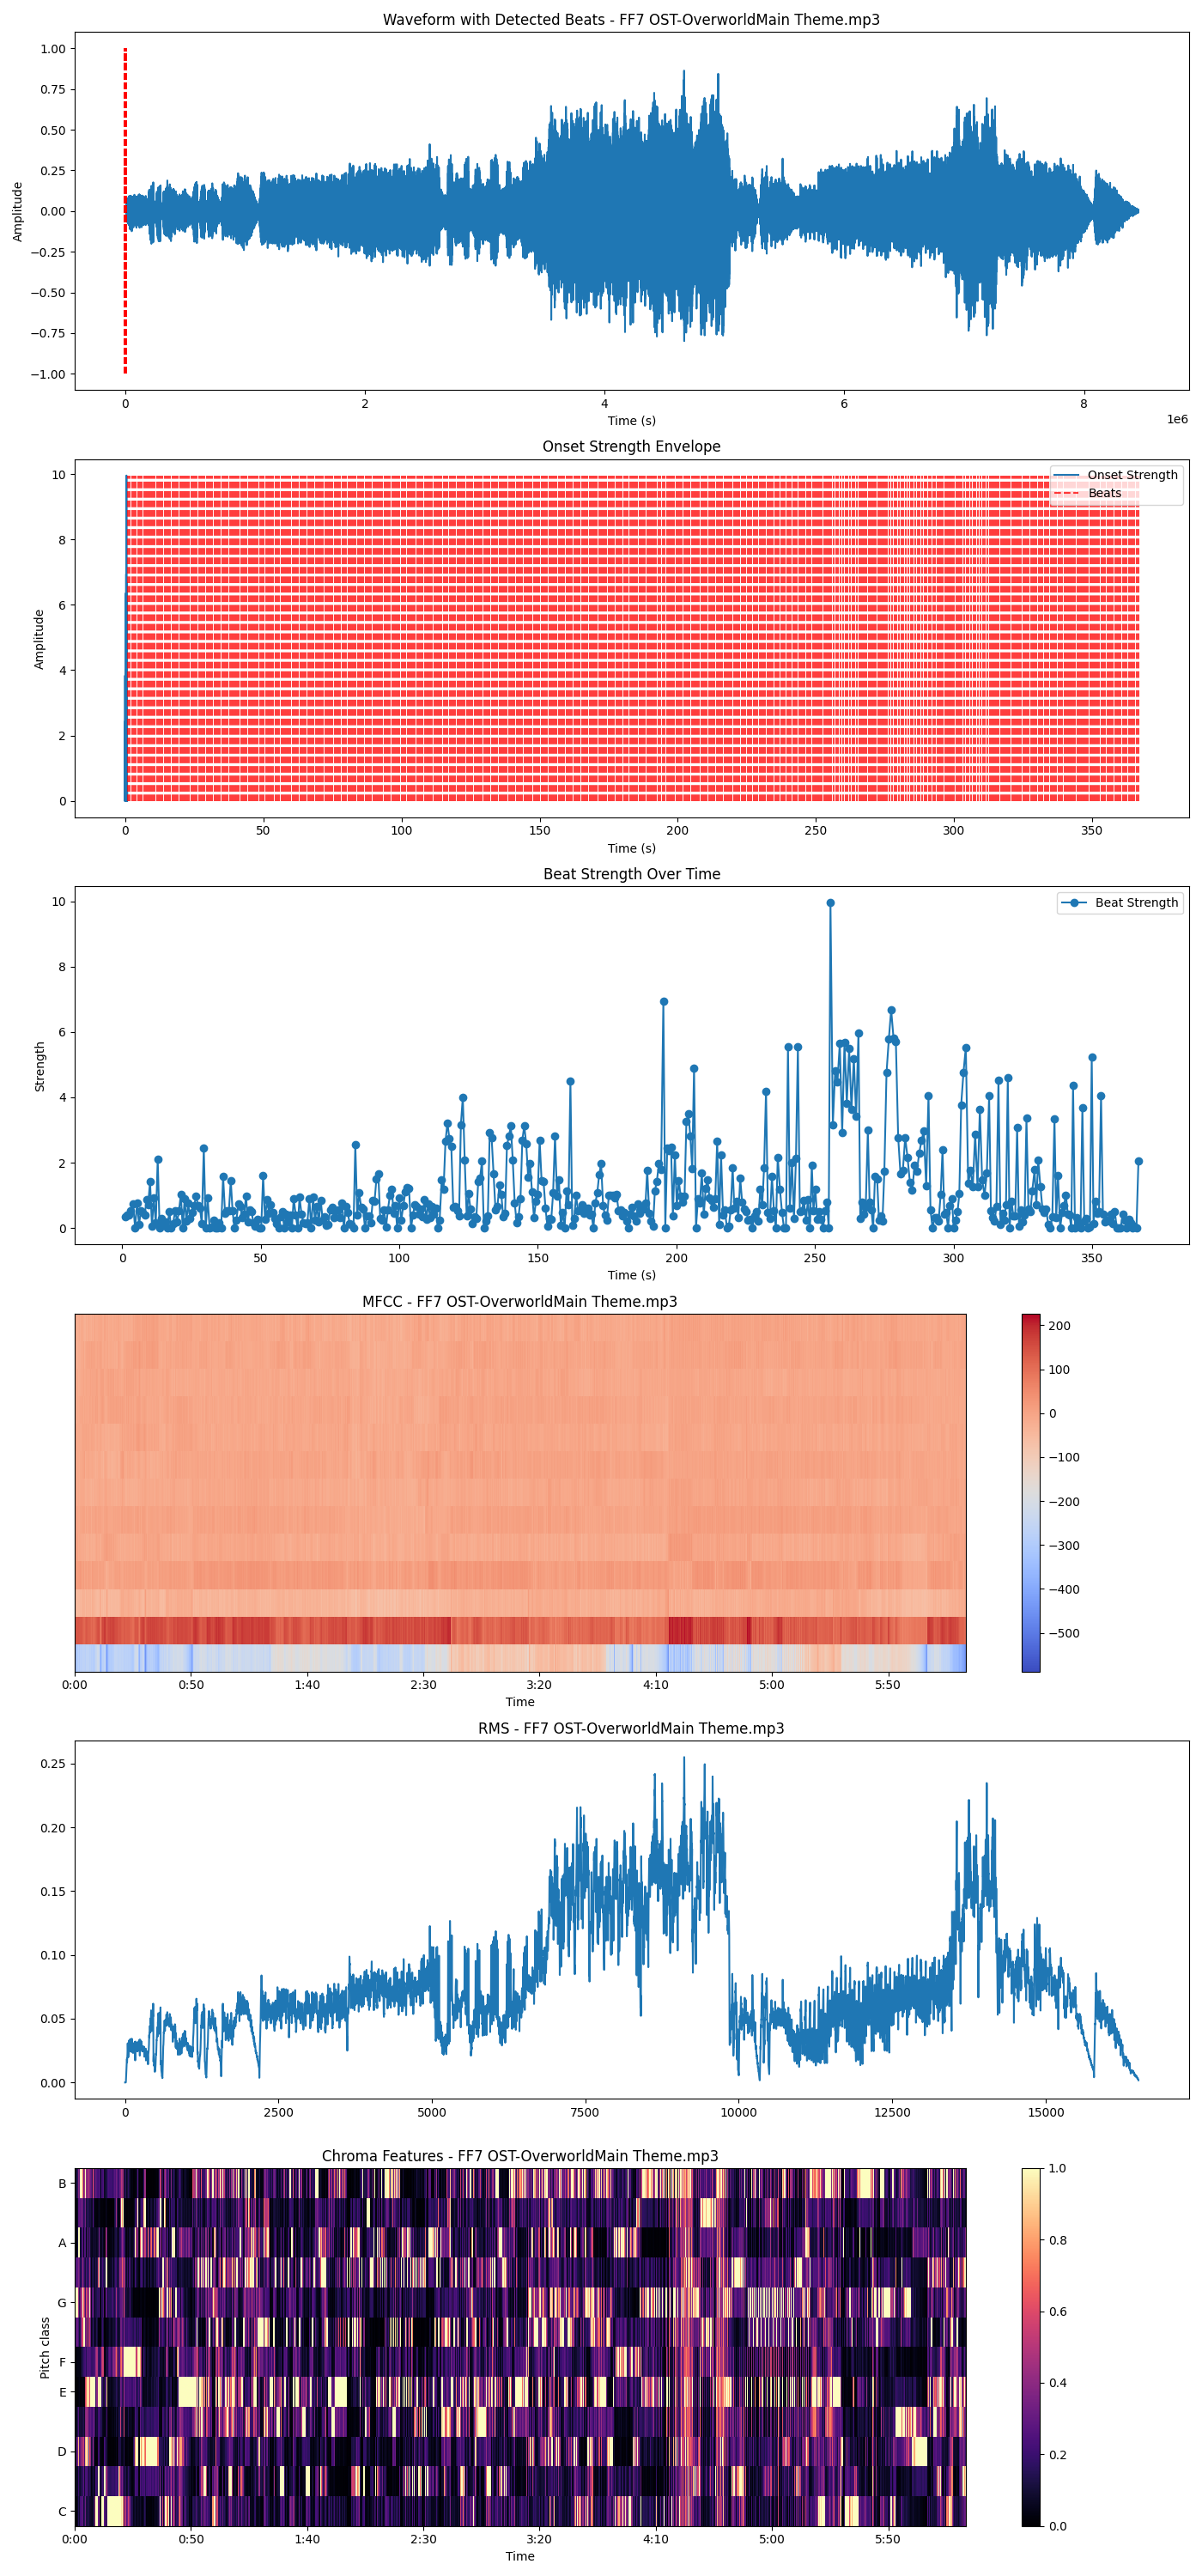 Waveform with Detected Beats - FF7 OST-OverworldMain Theme.mp3
1.00
0.75
0.50
0.25
0.00
−0.25
−0.50
−0.75
−1.00
Amplitude
0 2 4 6 8
1e6
Time (s)
Onset Strength Envelope
Onset Strength
Beats
10
8
6
4
2
0
Amplitude
0 50 100 150 200 250 300 350
Time (s)
Beat Strength Over Time
Beat Strength
10
8
6
4
2
0
Strength
0 50 100 150 200 250 300 350
Time (s)
MFCC - FF7 OST-OverworldMain Theme.mp3
200
100
0
−100
−200
−300
−400
−500
0:00 0:50 1:40 2:30 3:20 4:10 5:00 5:50
Time
RMS - FF7 OST-OverworldMain Theme.mp3
0.25
0.20
0.15
0.10
0.05
0.00
0 2500 5000 7500 10000 12500 15000
Chroma Features - FF7 OST-OverworldMain Theme.mp3
B
A
G
F
E
D
C
Pitch class
1.0
0.8
0.6
0.4
0.2
0.0
0:00 0:50 1:40 2:30 3:20 4:10 5:00 5:50
Time